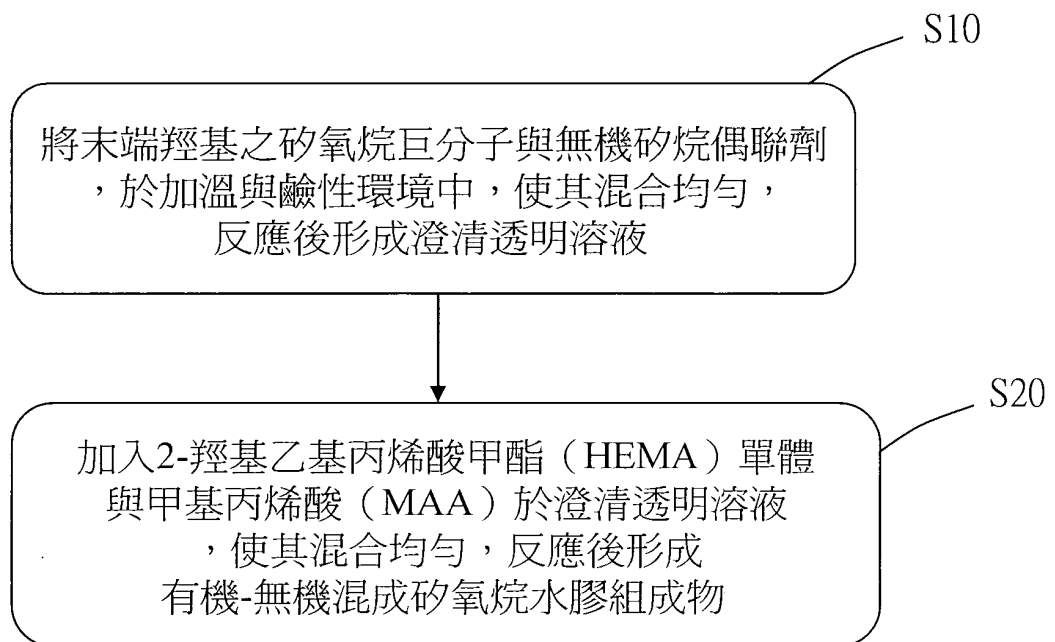 S10
將末端羥基之矽氧烷巨分子與無機矽烷偶聯劑
，於加溫與鹼性環境中，使其混合均勻，
反應後形成澄清透明溶液
S20
加入2-羥基乙基丙烯酸甲酯（HEMA）單體
與甲基丙烯酸（MAA）於澄清透明溶液
，使其混合均勻，反應後形成
有機-無機混成矽氧烷水膠組成物